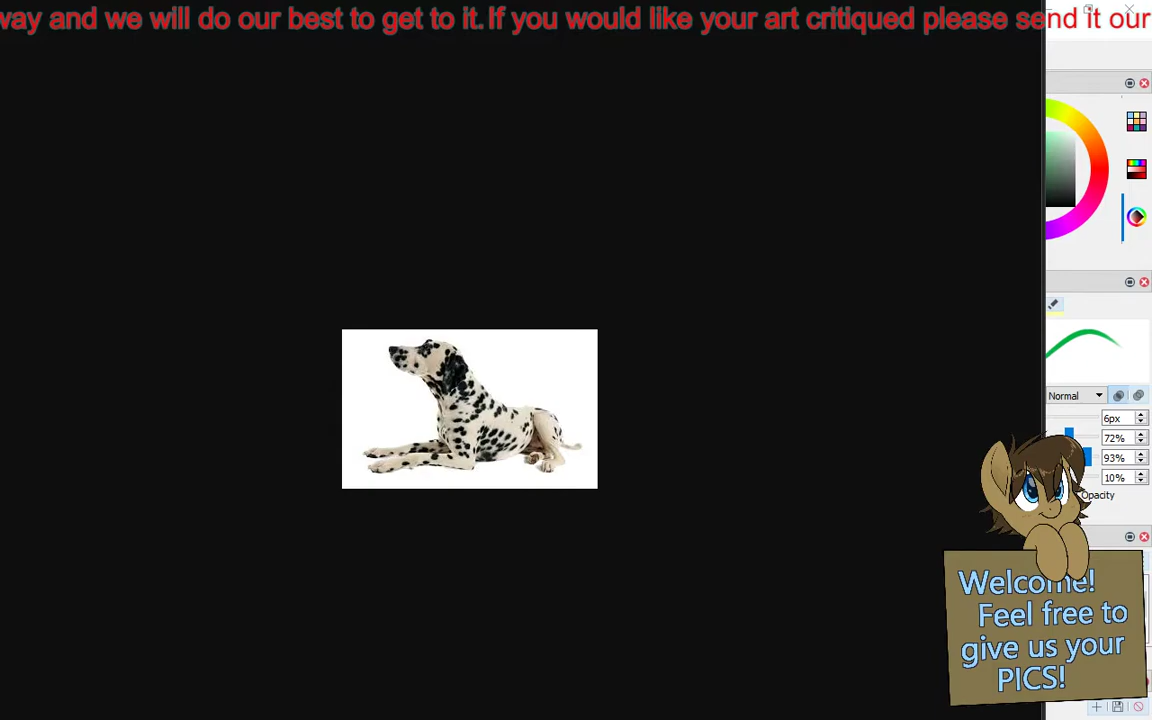 way and we will do our best to get to it. If you would like your art critiqued please send it our
Normal
6px
72%
93%
10%
Opacity
Welcome!
Feel free to
give us your
PICS!